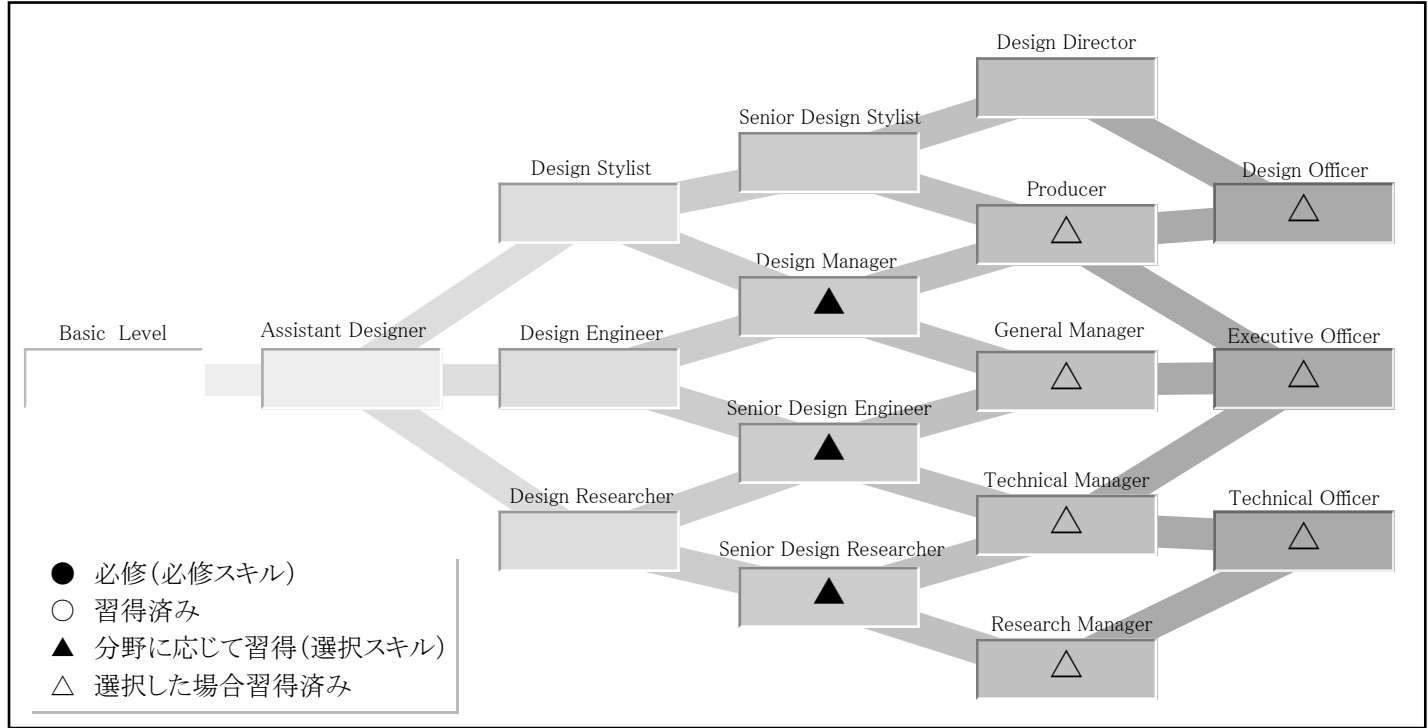 Design Director
Senior Design Stylist
Design Stylist
Design Officer
Producer
△
△
Design Manager
▲
Basic Level
Assistant Designer
Design Engineer
General Manager
Executive Officer
△
△
Senior Design Engineer
▲
Design Researcher
Technical Manager
Technical Officer
△
△
Senior Design Researcher
▲
Research Manager
△
● 必修(必修スキル)
○ 習得済み
▲ 分野に応じて習得(選択スキル)
△ 選択した場合習得済み